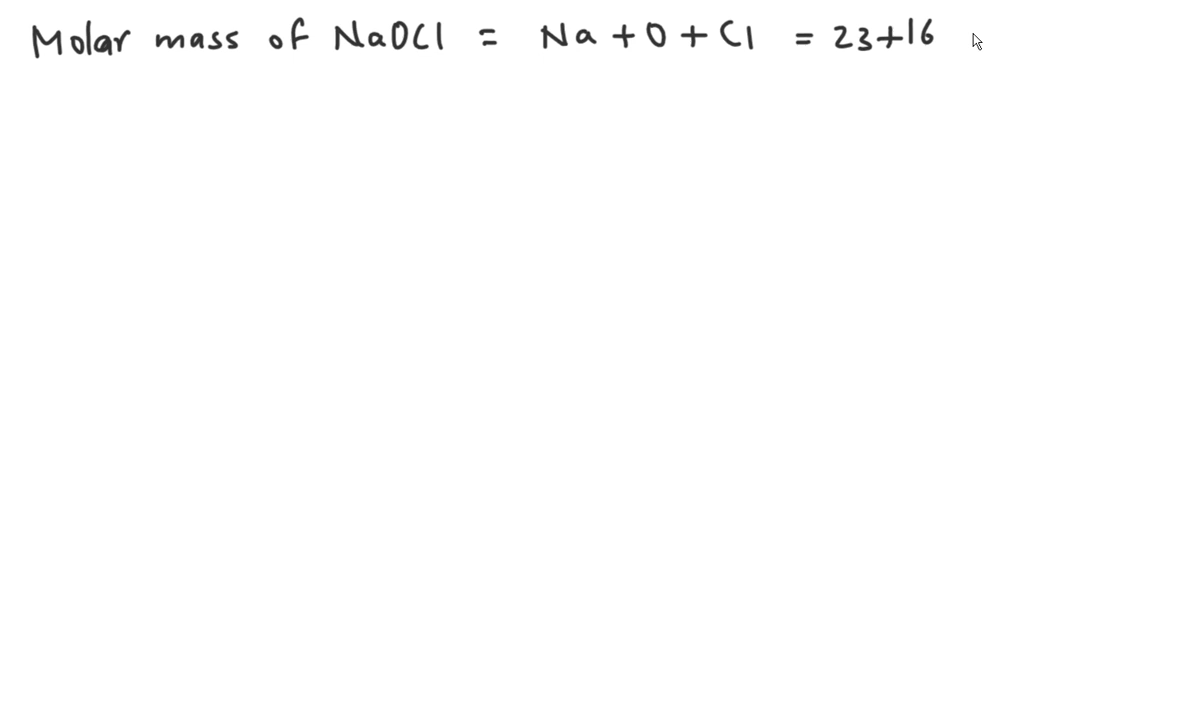 Molar mass of NaOCl = Na + O + Cl = 23+16